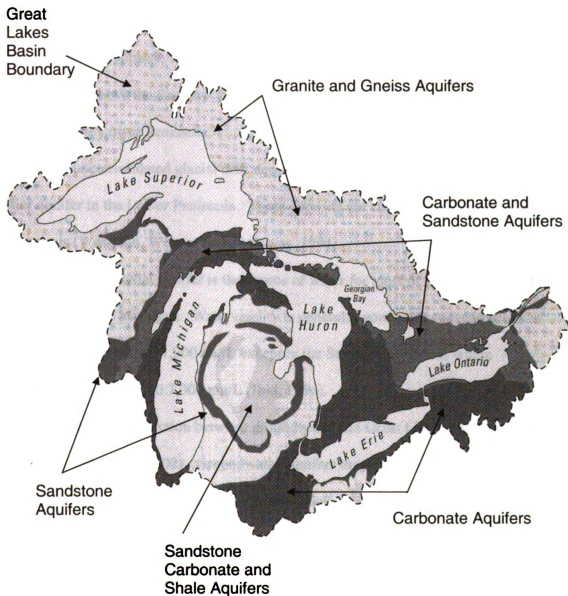 Great
Lakes
Basin
Boundary
Granite and Gneiss Aquifers
Lake Superior
Carbonate and
Sandstone Aquifers
Georgian
Bay
Lake
Huron
Lake Michigan
Lake Ontario
Lake Erie
Sandstone
Aquifers
Carbonate Aquifers
Sandstone
Carbonate and
Shale Aquifers